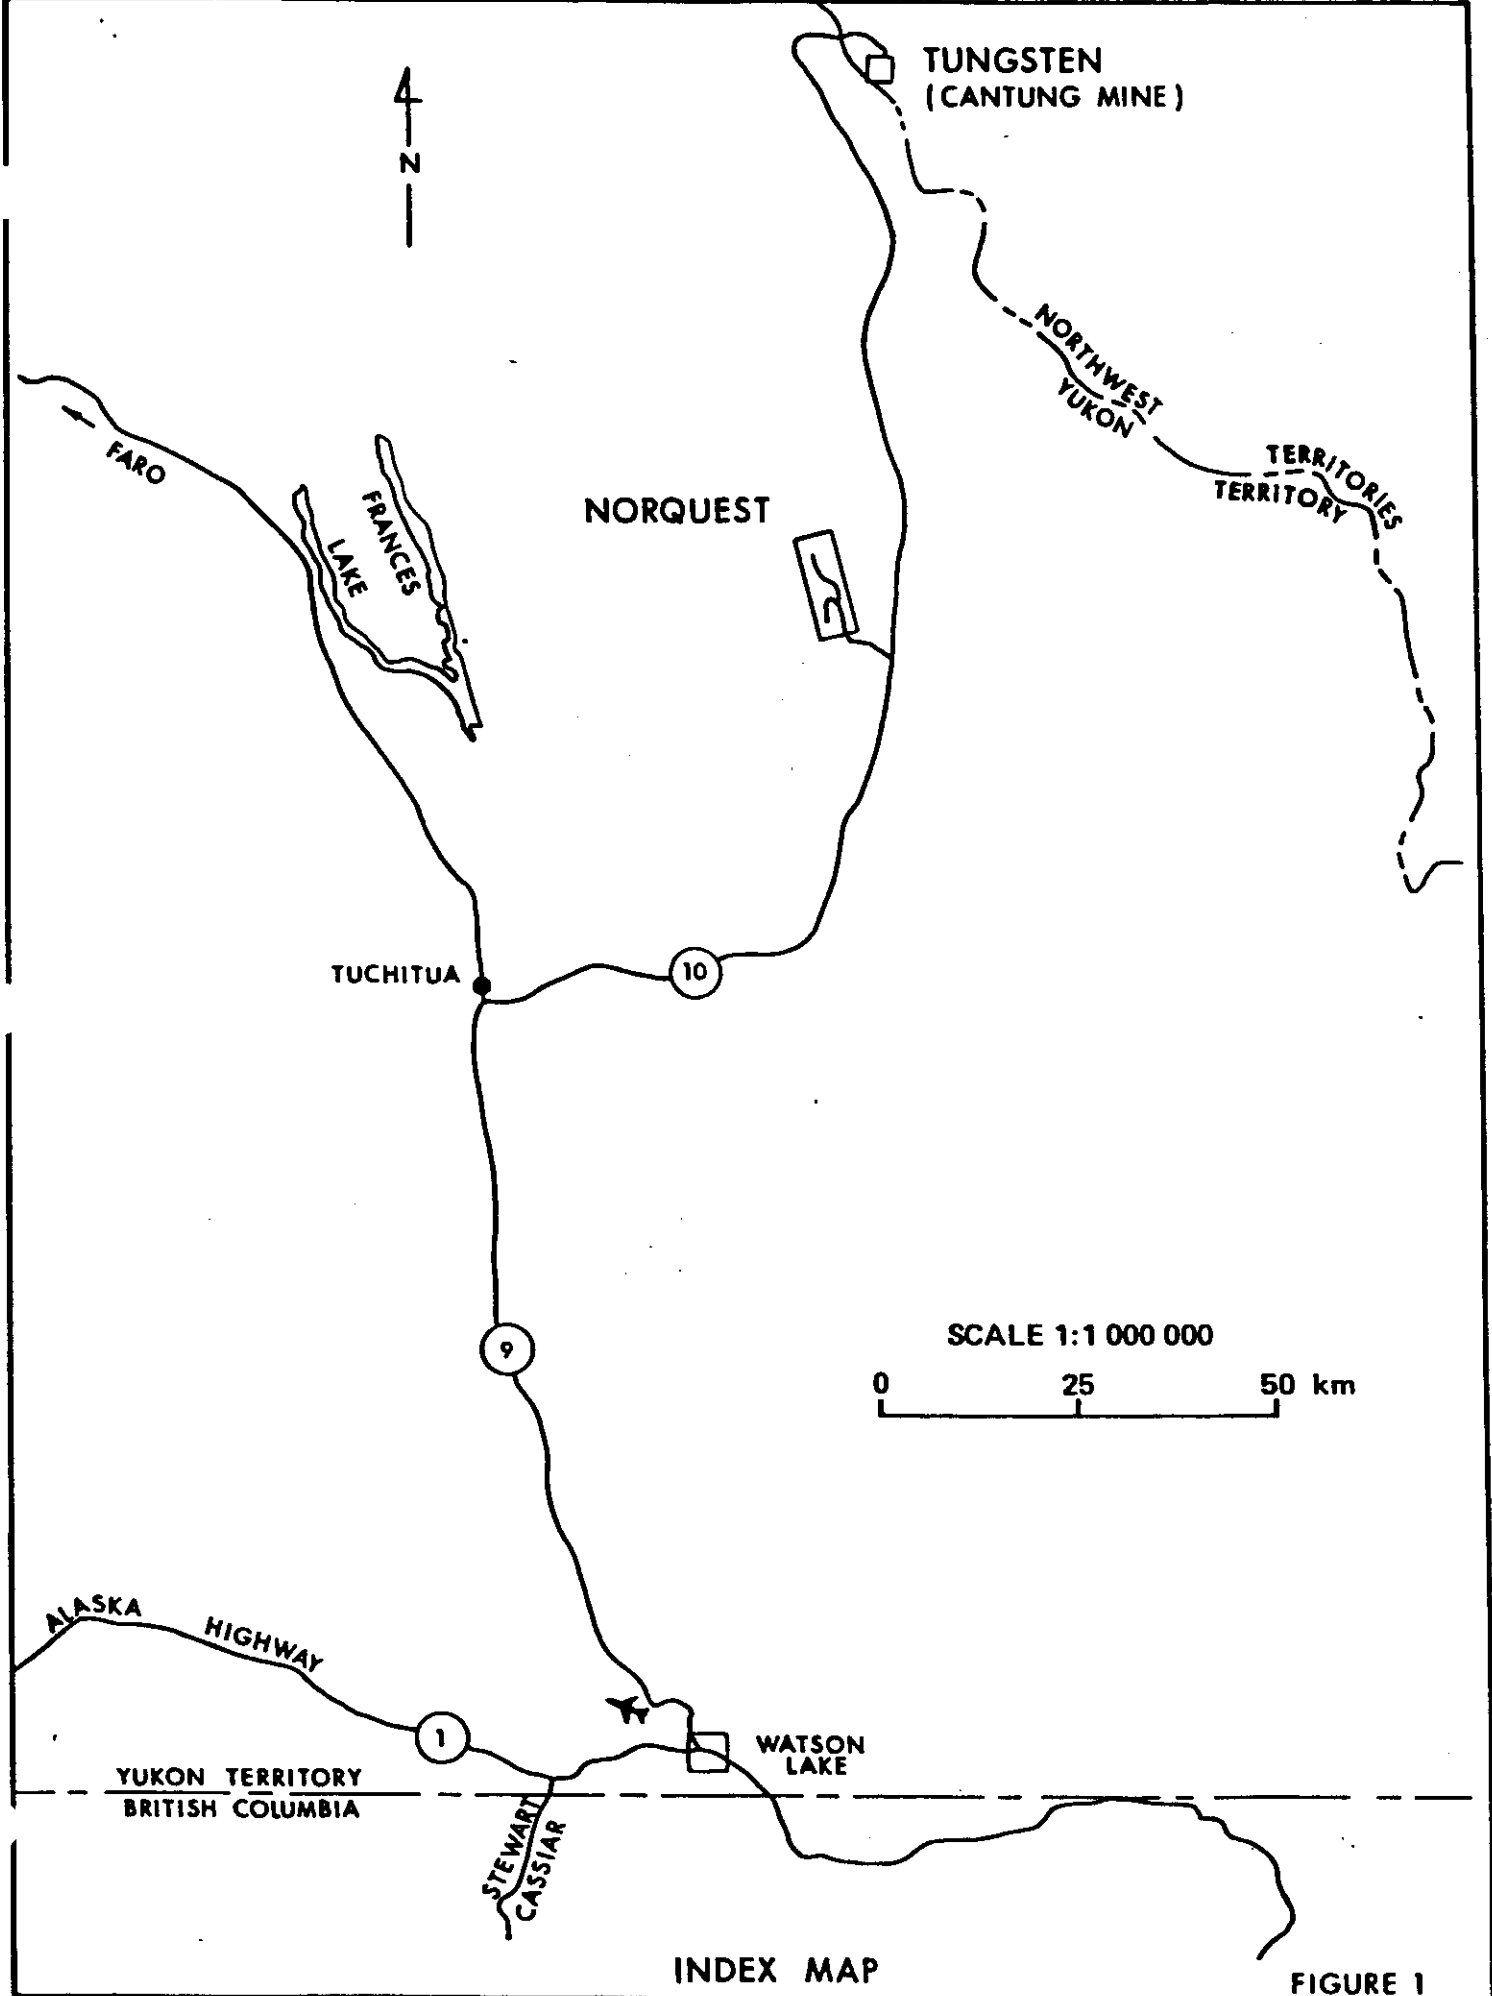 TUNGSTEN
(CANTUNG MINE)
N
NORTHWEST
YUKON
TERRITORIES
TERRITORY
FARO
FRANCES
LAKE
NORQUEST
TUCHITUA
10
9
SCALE 1:1 000 000
0 25 50 km
ALASKA
HIGHWAY
1
WATSON
LAKE
YUKON TERRITORY
BRITISH COLUMBIA
STEWART
CASSIAR
INDEX MAP
FIGURE 1